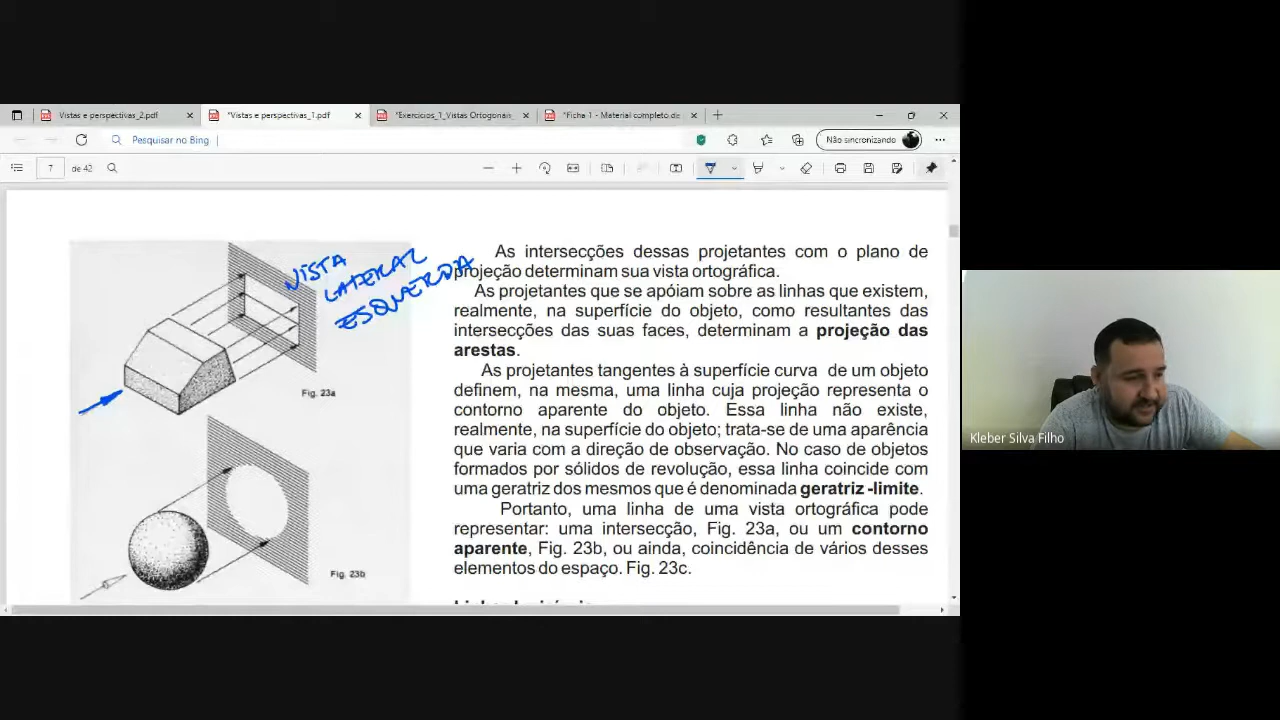 Vistas e perspectivas_2.pdf
*Vistas e perspectivas_1.pdf
*Exercicios_1_Vistas Ortogonais_
*Ficha 1 - Material completo de
Pesquisar no Bing
Não sincronizando
7
de 42
VISTA
LATERAL
ESQUERDA
Fig. 23a
Fig. 23b
As intersecções dessas projetantes com o plano de
projeção determinam sua vista ortográfica.
As projetantes que se apóiam sobre as linhas que existem,
realmente, na superfície do objeto, como resultantes das
intersecções das suas faces, determinam a projeção das
arestas.
As projetantes tangentes à superfície curva de um objeto
definem, na mesma, uma linha cuja projeção representa o
contorno aparente do objeto. Essa linha não existe,
realmente, na superfície do objeto; trata-se de uma aparência
que varia com a direção de observação. No caso de objetos
formados por sólidos de revolução, essa linha coincide com
uma geratriz dos mesmos que é denominada geratriz -limite.
Portanto, uma linha de uma vista ortográfica pode
representar: uma intersecção, Fig. 23a, ou um contorno
aparente, Fig. 23b, ou ainda, coincidência de vários desses
elementos do espaço. Fig. 23c.
Kleber Silva Filho